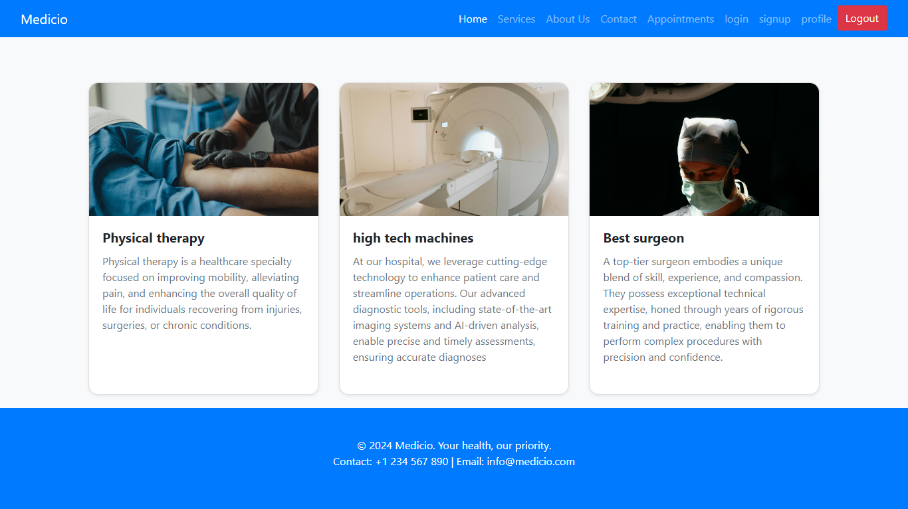 Medicio
Home Services About Us Contact Appointments login signup profile Logout
Physical therapy
Physical therapy is a healthcare specialty
focused on improving mobility, alleviating
pain, and enhancing the overall quality of
life for individuals recovering from injuries,
surgeries, or chronic conditions.
high tech machines
At our hospital, we leverage cutting-edge
technology to enhance patient care and
streamline operations. Our advanced
diagnostic tools, including state-of-the-art
imaging systems and AI-driven analysis,
enable precise and timely assessments,
ensuring accurate diagnoses
Best surgeon
A top-tier surgeon embodies a unique
blend of skill, experience, and compassion.
They possess exceptional technical
expertise, honed through years of rigorous
training and practice, enabling them to
perform complex procedures with
precision and confidence.
© 2024 Medicio. Your health, our priority.
Contact: +1 234 567 890 | Email: info@medicio.com